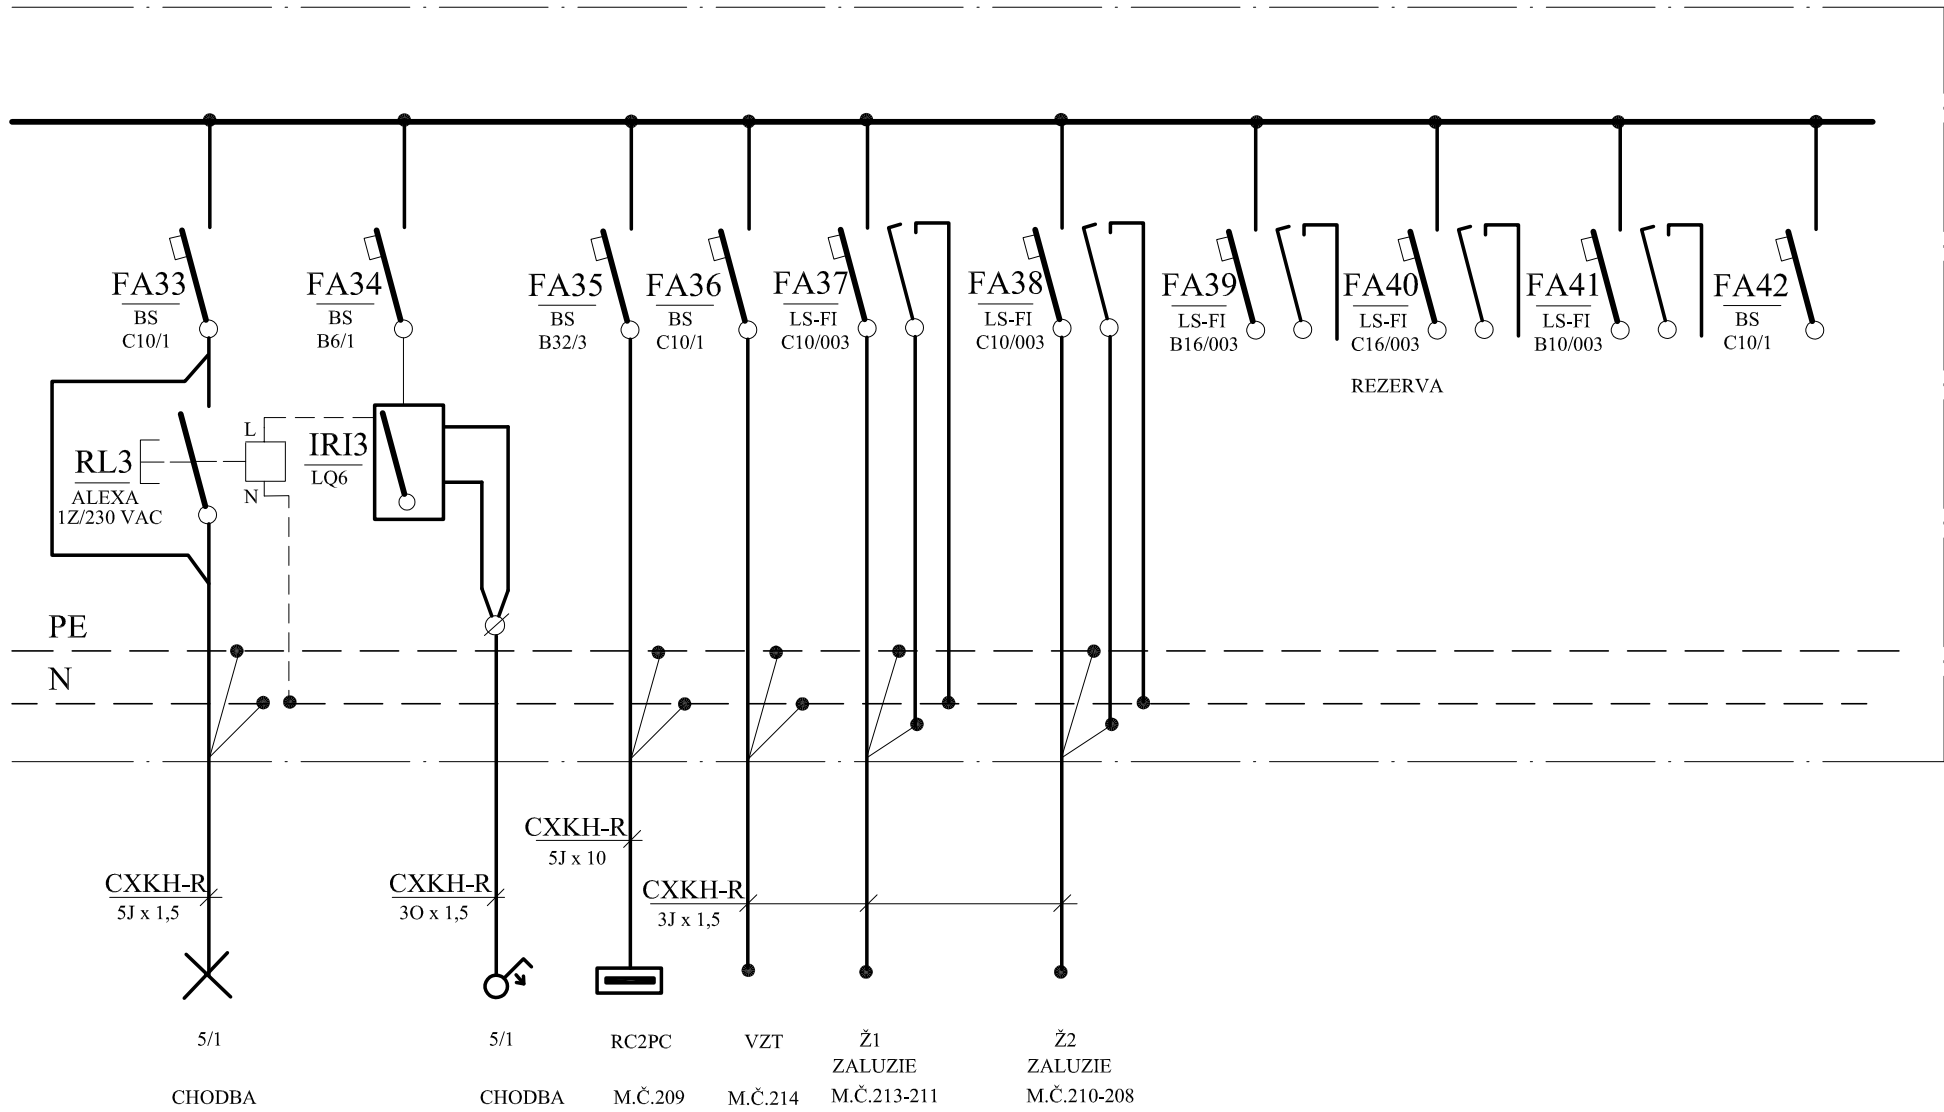 FA33
BS
C10/1
FA34
BS
B6/1
FA35
BS
B32/3
FA36
BS
C10/1
FA37
LS-FI
C10/003
FA38
LS-FI
C10/003
FA39
LS-FI
B16/003
FA40
LS-FI
C16/003
FA41
LS-FI
B10/003
FA42
BS
C10/1
REZERVA
RL3
ALEXA
1Z/230 VAC
L
N
IRI3
LQ6
PE
N
CXKH-R
5J x 1,5
CXKH-R
3O x 1,5
CXKH-R
5J x 10
CXKH-R
3J x 1,5
5/1
CHODBA
5/1
CHODBA
RC2PC
M.Č.209
VZT
M.Č.214
Ž1
ZALUZIE
M.Č.213-211
Ž2
ZALUZIE
M.Č.210-208